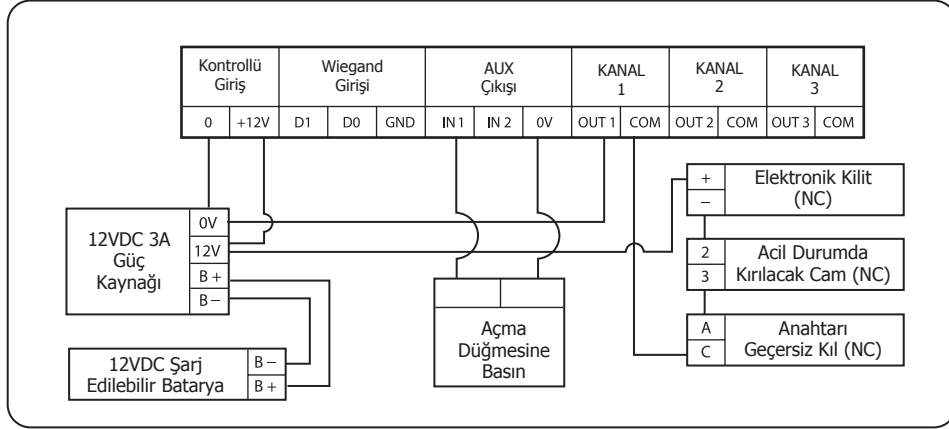 Kontrollü Giriş
Wiegand Girişi
AUX Çıkışı
KANAL 1
KANAL 2
KANAL 3
0 +12V D1 D0 GND IN 1 IN 2 0V OUT 1 COM OUT 2 COM OUT 3 COM
12VDC 3A
Güç
Kaynağı
0V
12V
B +
B –
12VDC Şarj
Edilebilir Batarya
B –
B +
Açma
Düğmesine
Basın
+
–
Elektronik Kilit
(NC)
2
3
Acil Durumda
Kırılacak Cam (NC)
A
C
Anahtarı
Geçersiz Kıl (NC)